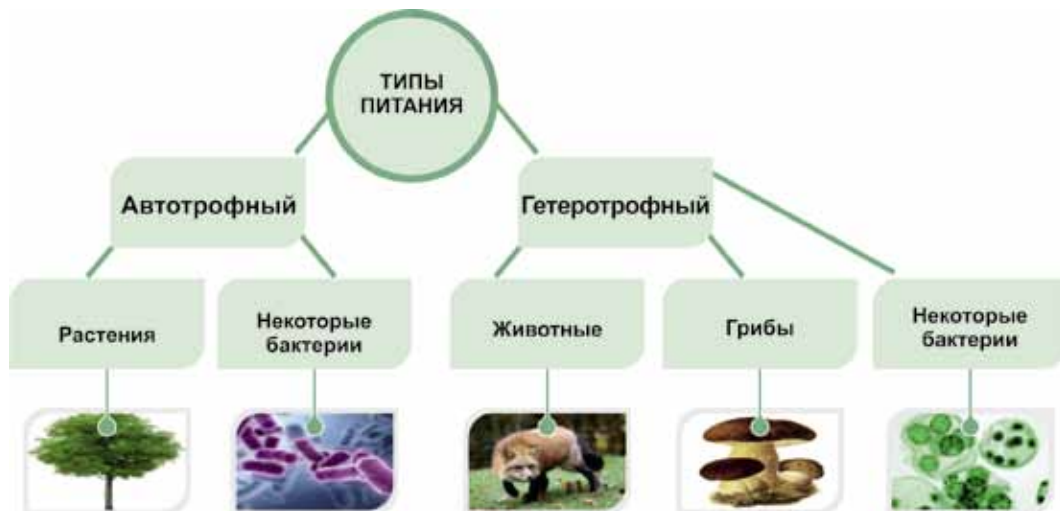 ТИПЫ
ПИТАНИЯ
Автотрофный
Гетеротрофный
Растения
Некоторые
бактерии
Животные
Грибы
Некоторые
бактерии